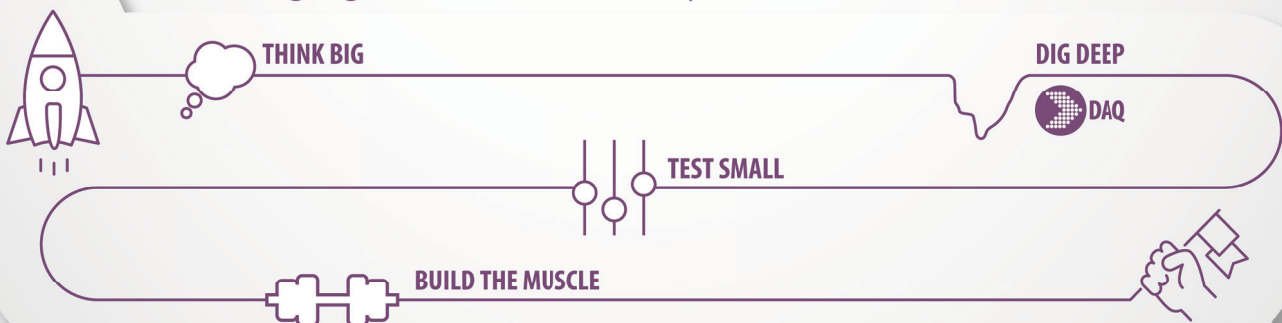 THINK BIG
DIG DEEP
DAQ
TEST SMALL
BUILD THE MUSCLE